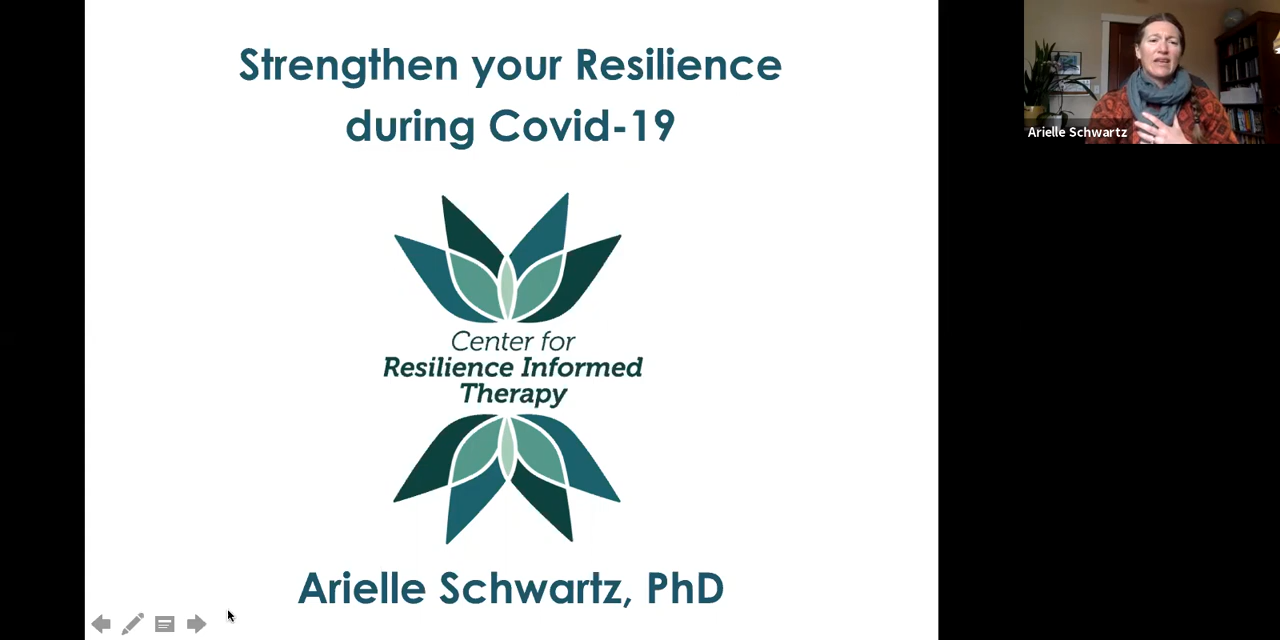 Strengthen your Resilience
during Covid-19
Center for
Resilience Informed
Therapy
Arielle Schwartz, PhD
Arielle Schwartz